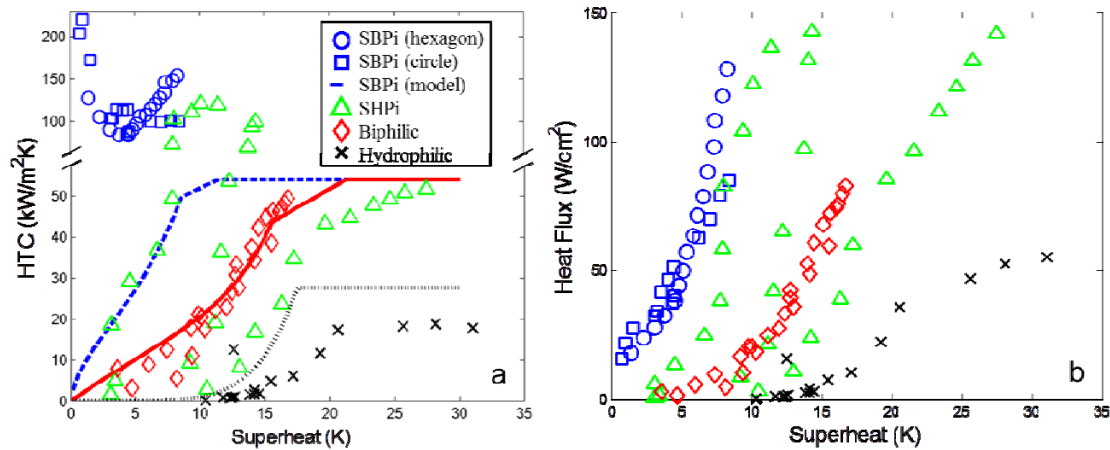 200
150
100
50
40
30
20
10
0
HTC (kW/m²K)
0 5 10 15 20 25 30 35
Superheat (K)
SBPi (hexagon)
SBPi (circle)
SBPi (model)
SHPi
Biphilic
Hydrophilic
a
150
100
50
0
Heat Flux (W/cm²)
0 5 10 15 20 25 30 35
Superheat (K)
b